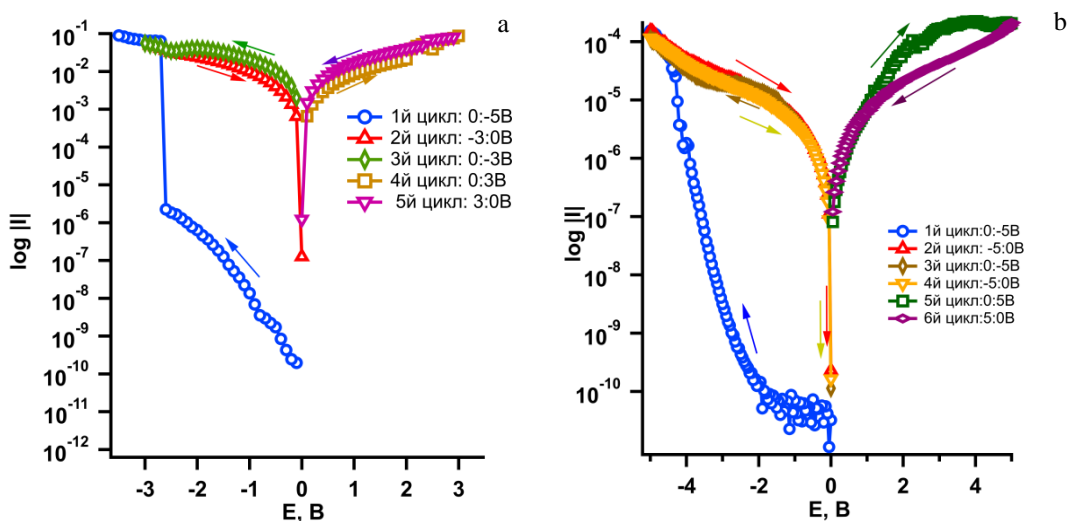 a
log |I|
10-1
10-2
10-3
10-4
10-5
10-6
10-7
10-8
10-9
10-10
10-11
10-12
-3 -2 -1 0 1 2 3
E, В
1й цикл: 0:-5В
2й цикл: -3:0В
3й цикл: 0:-3В
4й цикл: 0:3В
5й цикл: 3:0В
b
log |I|
10-4
10-5
10-6
10-7
10-8
10-9
10-10
-4 -2 0 2 4
E, В
1й цикл:0:-5В
2й цикл: -5:0В
3й цикл:0:-5В
4й цикл:-5:0В
5й цикл:0:5В
6й цикл:5:0В